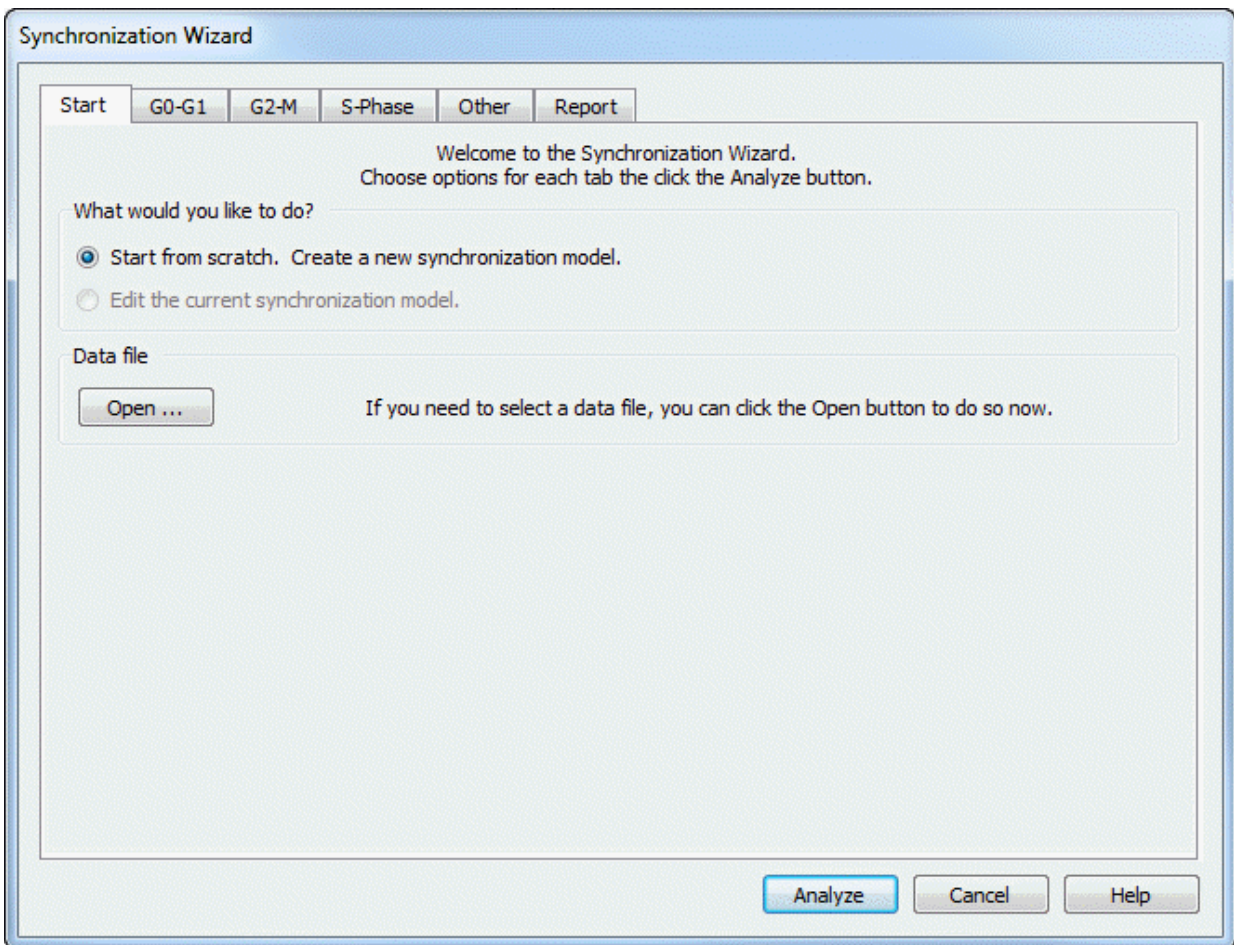 Synchronization Wizard
Start G0-G1 G2-M S-Phase Other Report
Welcome to the Synchronization Wizard.
Choose options for each tab the click the Analyze button.
What would you like to do?
Start from scratch. Create a new synchronization model.
Edit the current synchronization model.
Data file
Open ... If you need to select a data file, you can click the Open button to do so now.
Analyze Cancel Help